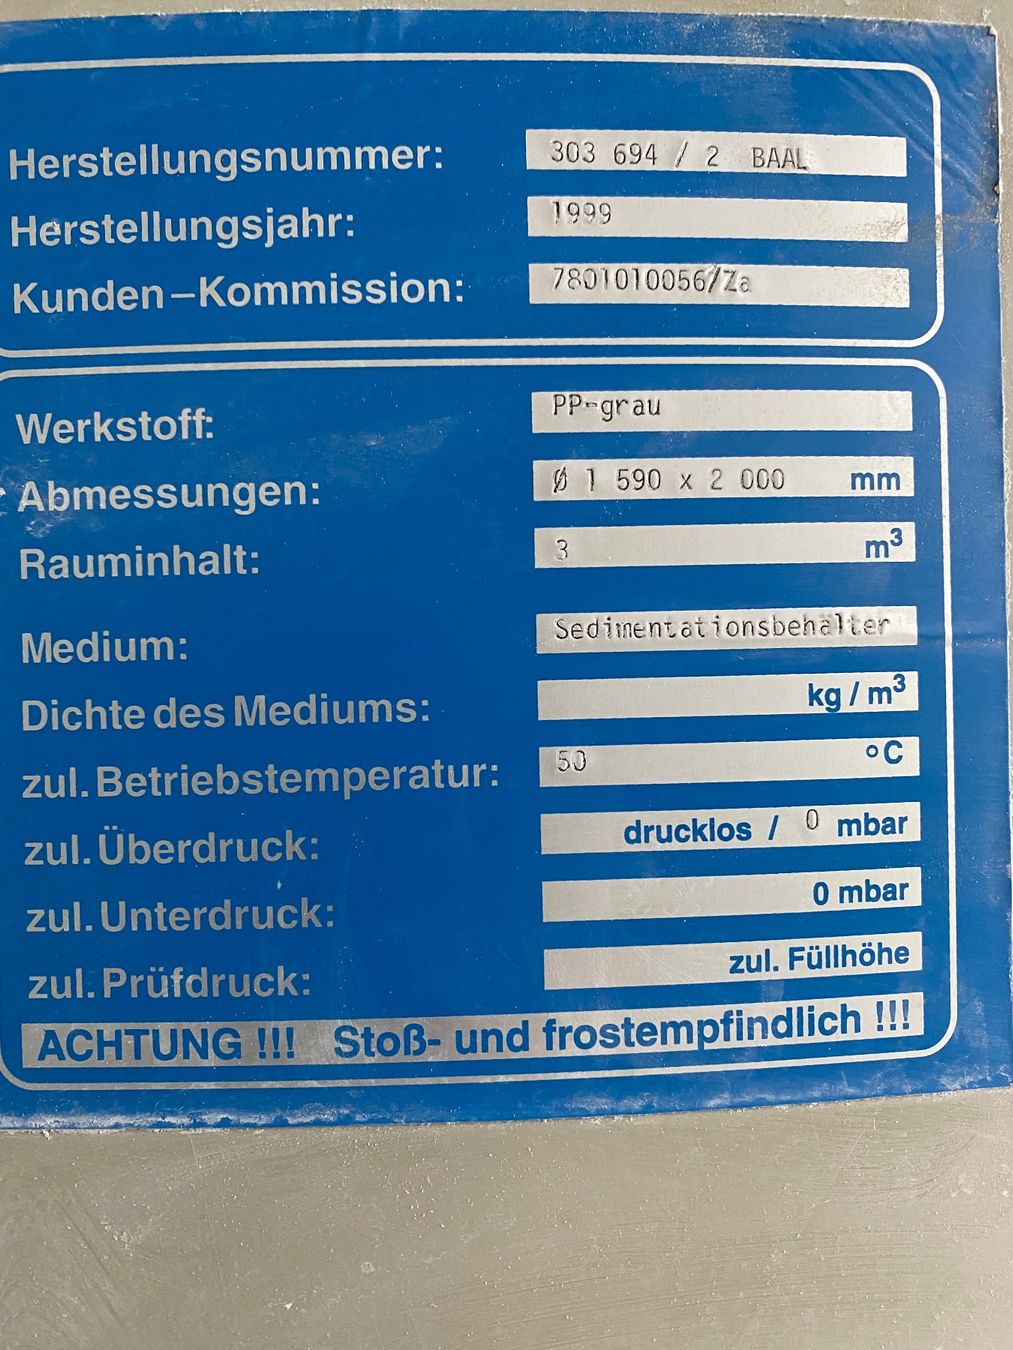 Herstellungsnummer: 303 694 / 2 BAAL
Herstellungsjahr: 1999
Kunden-Kommission: 7801010056/Za
Werkstoff: PP-grau
Abmessungen: Ø 1 590 x 2 000 mm
Rauminhalt: 3 m³
Medium: Sedimentationsbehälter
Dichte des Mediums: kg / m³
zul. Betriebstemperatur: 50 °C
zul. Überdruck: drucklos / 0 mbar
zul. Unterdruck: 0 mbar
zul. Prüfdruck: zul. Füllhöhe
ACHTUNG !!! Stoß- und frostempfindlich !!!